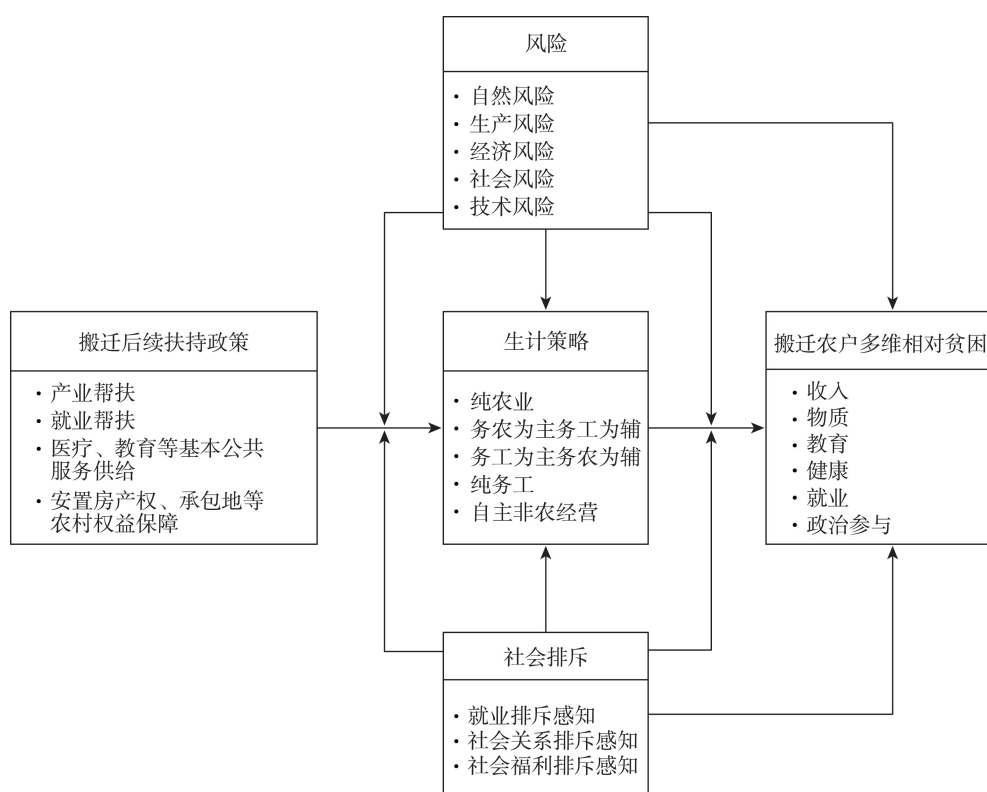 风险
· 自然风险
· 生产风险
· 经济风险
· 社会风险
· 技术风险
搬迁后续扶持政策
· 产业帮扶
· 就业帮扶
· 医疗、教育等基本公共
服务供给
· 安置房产权、承包地等
农村权益保障
生计策略
· 纯农业
· 务农为主务工为辅
· 务工为主务农为辅
· 纯务工
· 自主非农经营
搬迁农户多维相对贫困
· 收入
· 物质
· 教育
· 健康
· 就业
· 政治参与
社会排斥
· 就业排斥感知
· 社会关系排斥感知
· 社会福利排斥感知